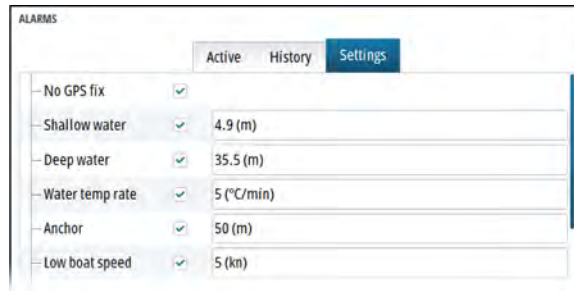 ALARMS
Active History Settings
No GPS fix
Shallow water 4.9 (m)
Deep water 35.5 (m)
Water temp rate 5 (°C/min)
Anchor 50 (m)
Low boat speed 5 (kn)